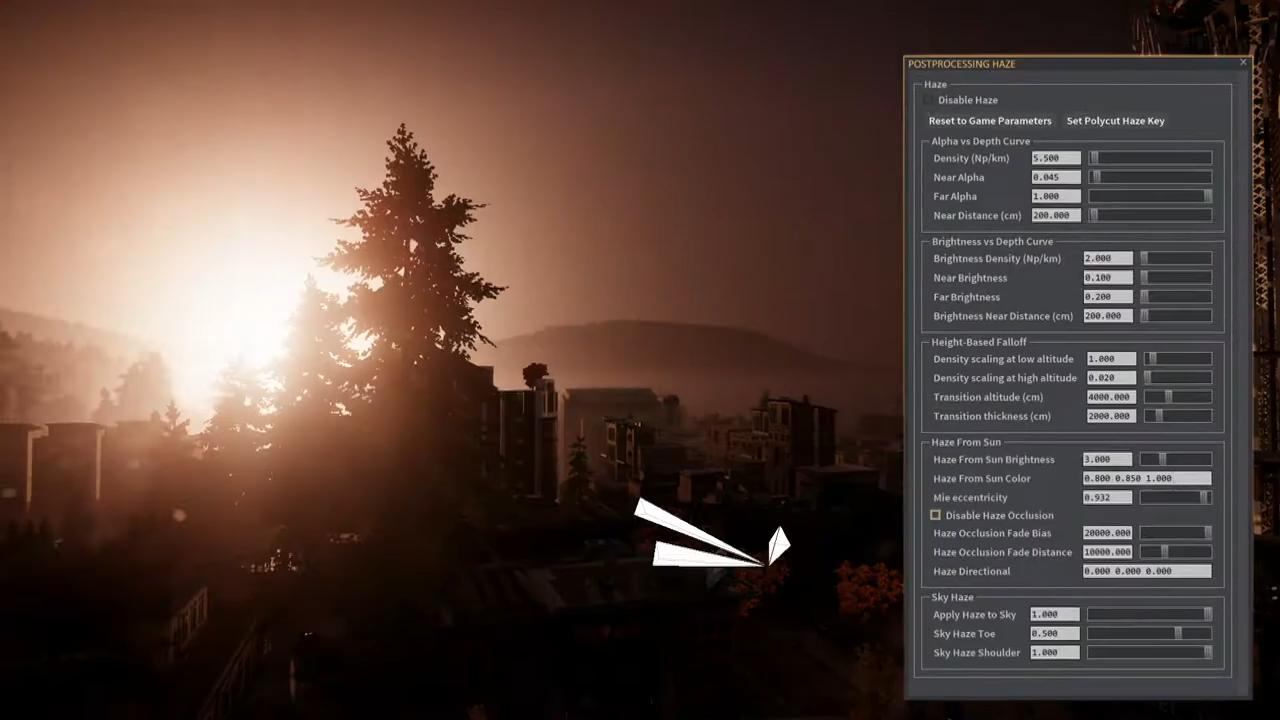 POSTPROCESSING HAZE
Haze
Disable Haze
Reset to Game Parameters Set Polycut Haze Key
Alpha vs Depth Curve
Density (Np/km) 5.500
Near Alpha 0.045
Far Alpha 1.000
Near Distance (cm) 200.000
Brightness vs Depth Curve
Brightness Density (Np/km) 2.000
Near Brightness 0.100
Far Brightness 0.200
Brightness Near Distance (cm) 200.000
Height-Based Falloff
Density scaling at low altitude 1.000
Density scaling at high altitude 0.020
Transition altitude (cm) 4000.000
Transition thickness (cm) 2000.000
Haze From Sun
Haze From Sun Brightness 3.000
Haze From Sun Color 0.800 0.850 1.000
Mie eccentricity 0.932
Disable Haze Occlusion
Haze Occlusion Fade Bias 20000.000
Haze Occlusion Fade Distance 10000.000
Haze Directional 0.000 0.000 0.000
Sky Haze
Apply Haze to Sky 1.000
Sky Haze Toe 0.500
Sky Haze Shoulder 1.000